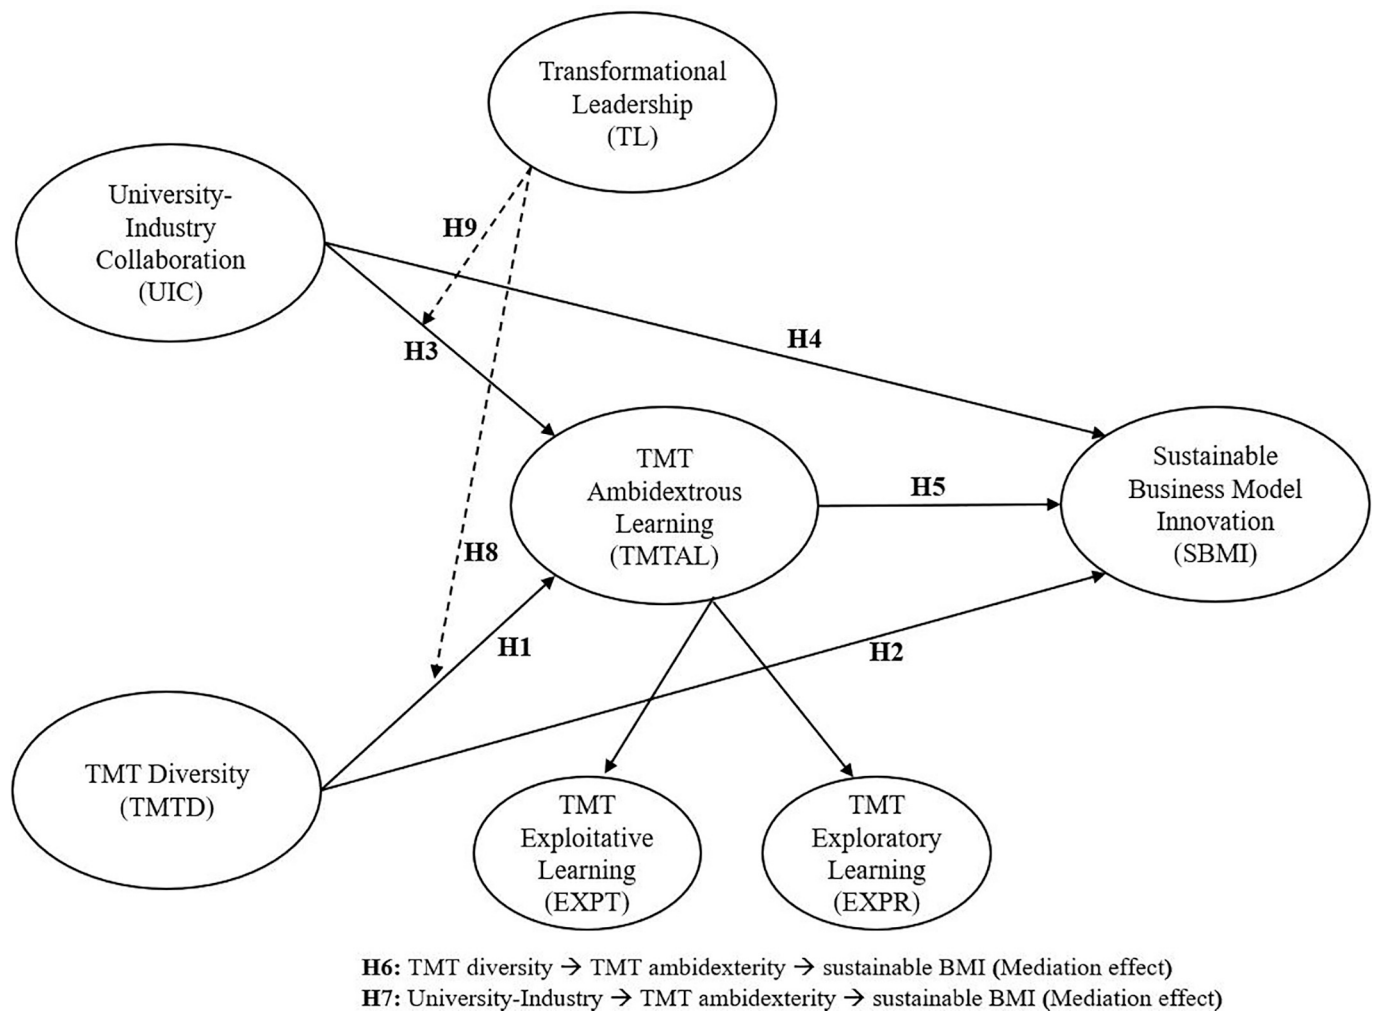 Transformational
Leadership
(TL)
University-
Industry
Collaboration
(UIC)
H9
H3
H4
TMT
Ambidextrous
Learning
(TMTAL)
H5
Sustainable
Business Model
Innovation
(SBMI)
H8
H1
H2
TMT Diversity
(TMTD)
TMT
Exploitative
Learning
(EXPT)
TMT
Exploratory
Learning
(EXPR)
H6: TMT diversity → TMT ambidexterity → sustainable BMI (Mediation effect)
H7: University-Industry → TMT ambidexterity → sustainable BMI (Mediation effect)